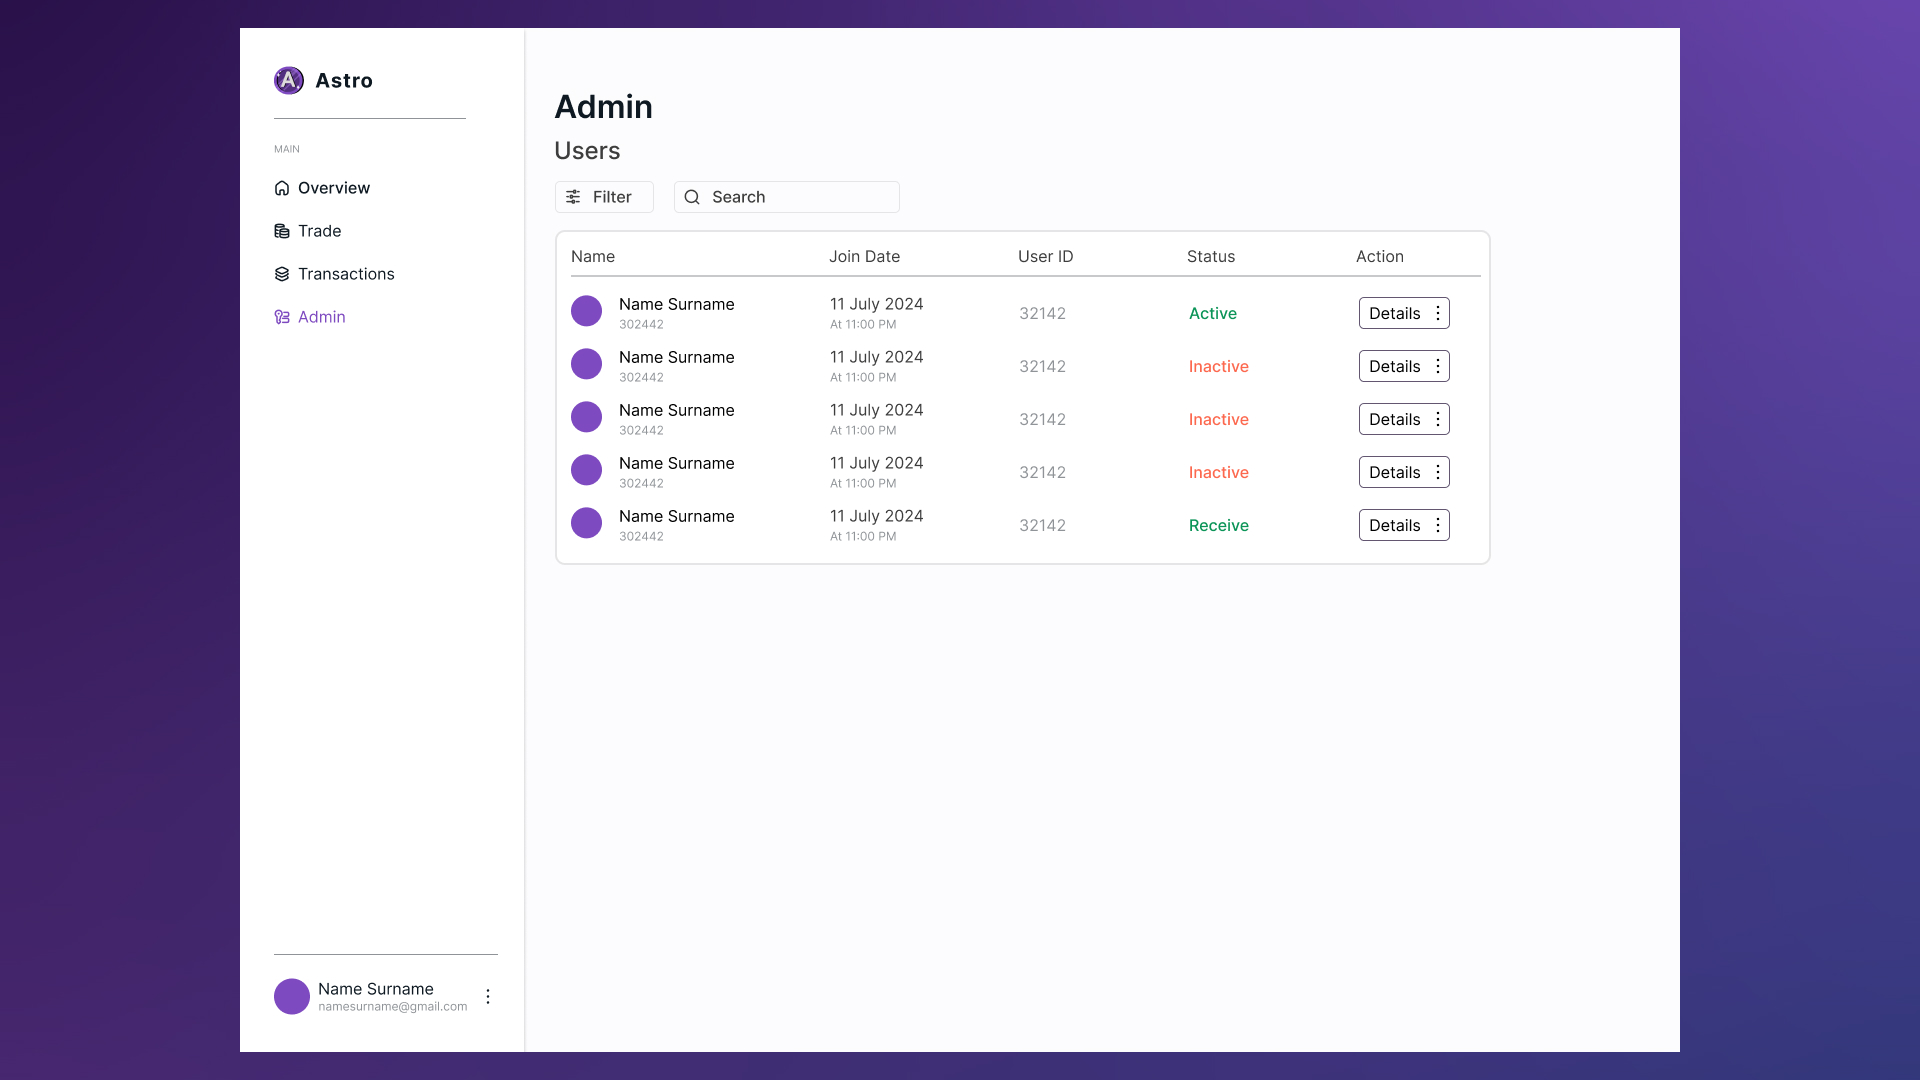 A
Astro
MAIN
Overview
Trade
Transactions
Admin
Name Surname
namesurname@gmail.com
Admin
Users
Filter
Search
Name Join Date User ID Status Action
Name Surname 11 July 2024
302442 At 11:00 PM 32142 Active Details
Name Surname 11 July 2024
302442 At 11:00 PM 32142 Inactive Details
Name Surname 11 July 2024
302442 At 11:00 PM 32142 Inactive Details
Name Surname 11 July 2024
302442 At 11:00 PM 32142 Inactive Details
Name Surname 11 July 2024
302442 At 11:00 PM 32142 Receive Details